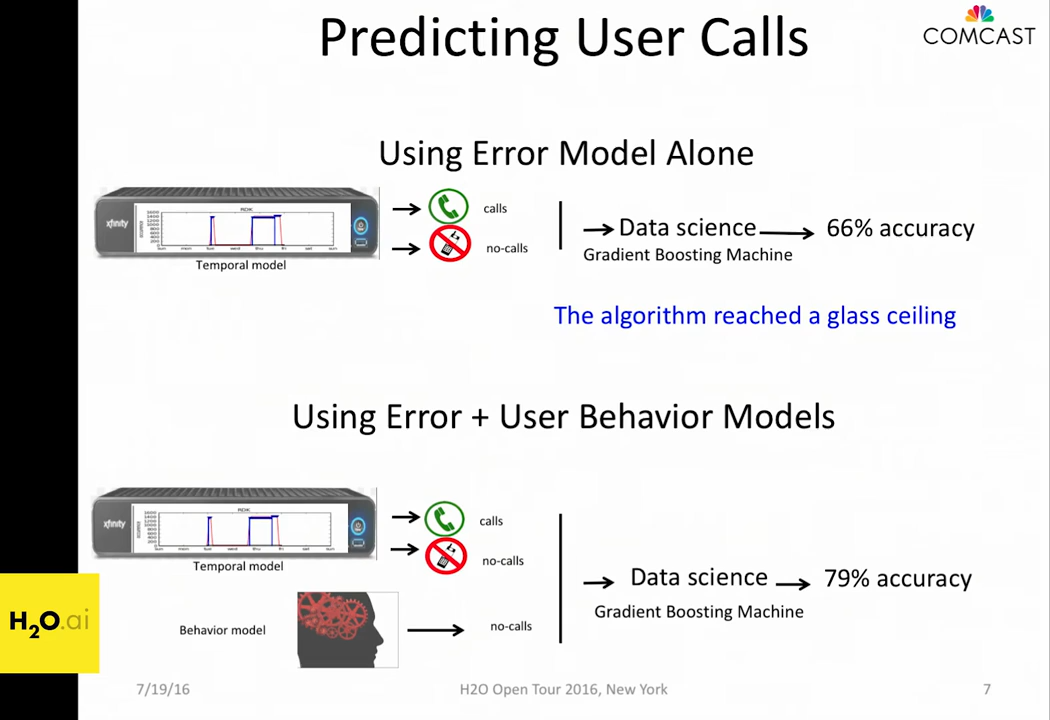 Predicting User Calls
COMCAST
Using Error Model Alone
xfinity
Temporal model
calls
no-calls
Data science
Gradient Boosting Machine
66% accuracy
The algorithm reached a glass ceiling
Using Error + User Behavior Models
xfinity
Temporal model
calls
no-calls
Behavior model
no-calls
Data science
Gradient Boosting Machine
79% accuracy
H2O.ai
7/19/16
H2O Open Tour 2016, New York
7